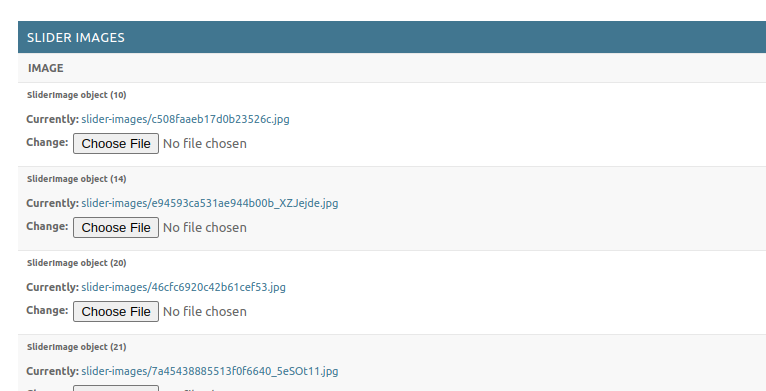 SLIDER IMAGES
IMAGE
SliderImage object (10)
Currently: slider-images/c508faaeb17d0b23526c.jpg
Change: Choose File No file chosen
SliderImage object (14)
Currently: slider-images/e94593ca531ae944b00b_XZJejde.jpg
Change: Choose File No file chosen
SliderImage object (20)
Currently: slider-images/46cfc6920c42b61cef53.jpg
Change: Choose File No file chosen
SliderImage object (21)
Currently: slider-images/7a45438885513f0f6640_5eSOt11.jpg